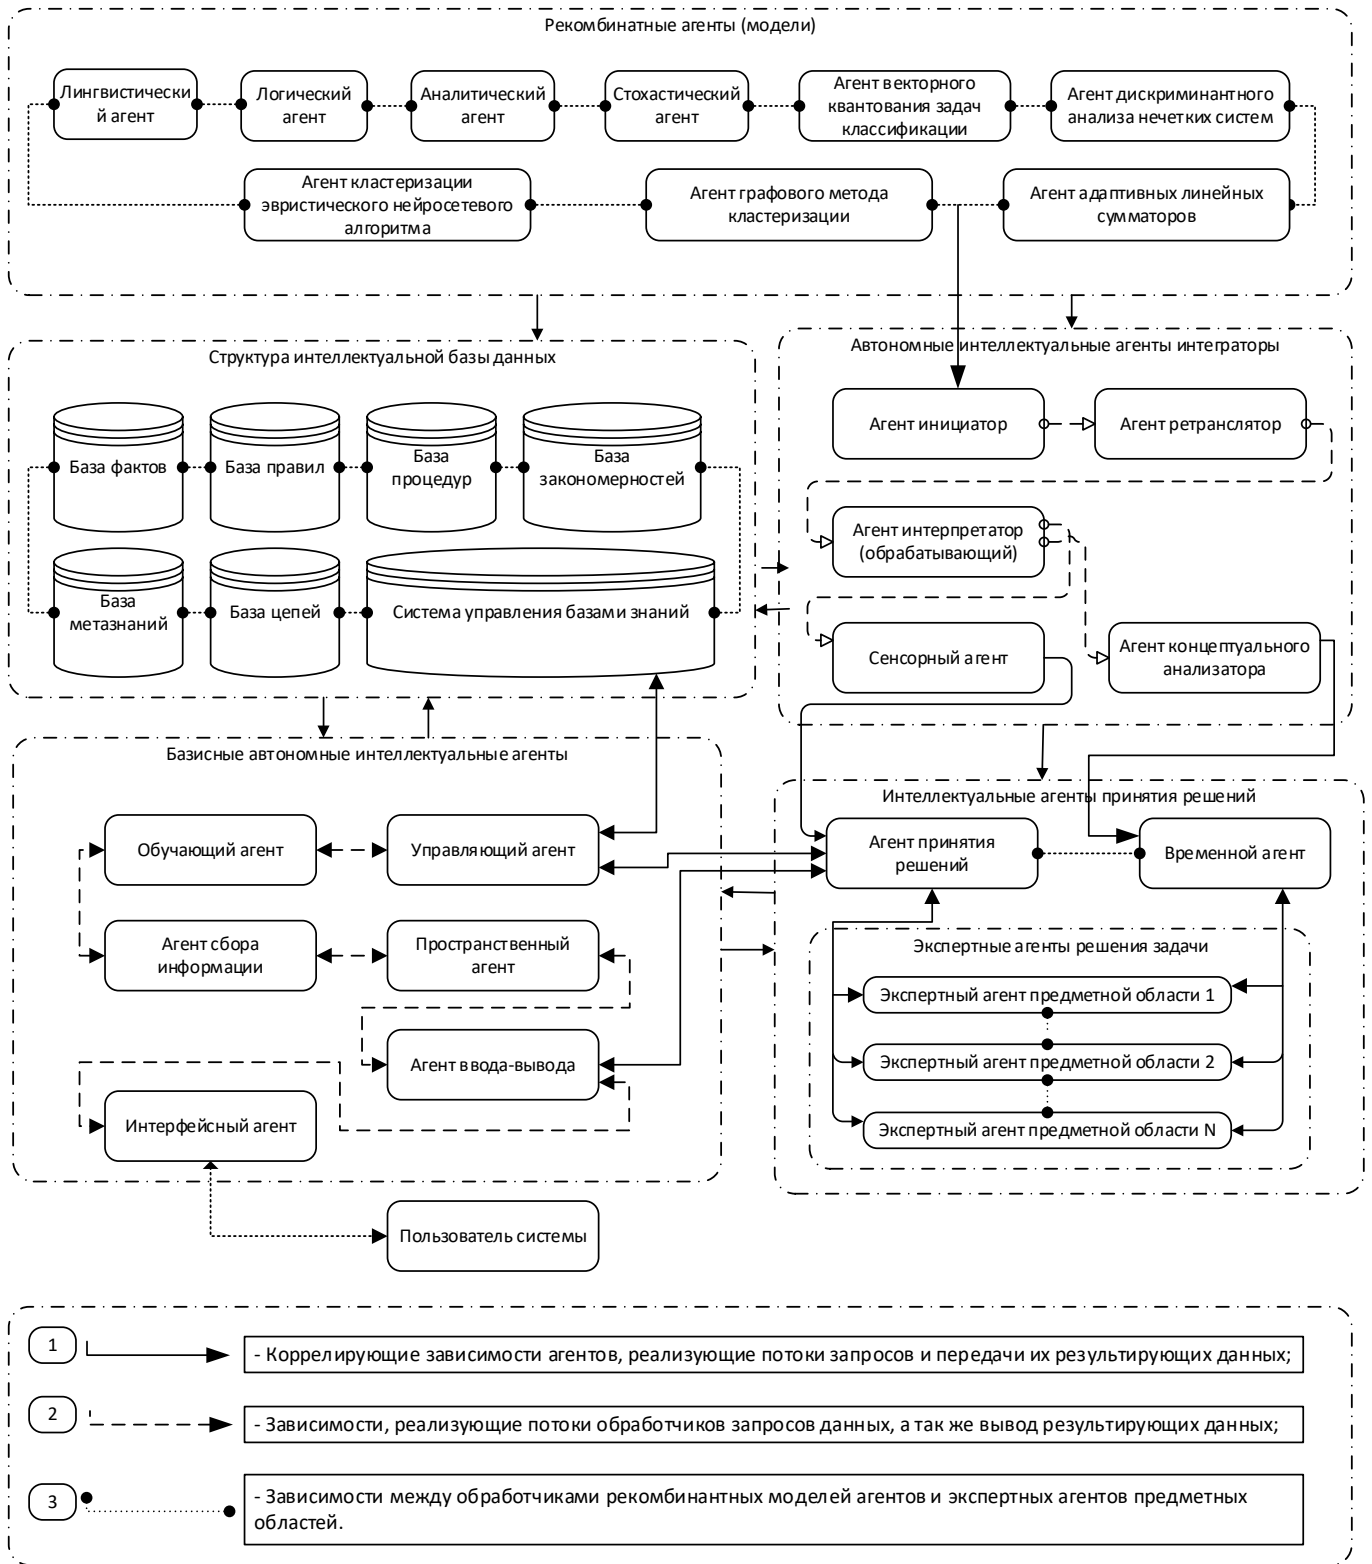 Рекомбинатные агенты (модели)
Лингвистически
й агент
Логический
агент
Аналитический
агент
Стохастический
агент
Агент векторного
квантования задач
классификации
Агент дискриминантного
анализа нечетких систем
Агент кластеризации
эвристического нейросетевого
алгоритма
Агент графового метода
кластеризации
Агент адаптивных линейных
сумматоров
Структура интеллектуальной базы данных
База фактов
База правил
База
процедур
База
закономерностей
База
метазнаний
База цепей
Система управления базами знаний
Автономные интеллектуальные агенты интеграторы
Агент инициатор
Агент ретранслятор
Агент интерпретатор
(обрабатывающий)
Сенсорный агент
Агент концептуального
анализатора
Базисные автономные интеллектуальные агенты
Обучающий агент
Управляющий агент
Агент сбора
информации
Пространственный
агент
Агент ввода-вывода
Интерфейсный агент
Пользователь системы
Интеллектуальные агенты принятия решений
Агент принятия
решений
Временной агент
Экспертные агенты решения задачи
Экспертный агент предметной области 1
Экспертный агент предметной области 2
Экспертный агент предметной области N
1
- Коррелирующие зависимости агентов, реализующие потоки запросов и передачи их результирующих данных;
2
- Зависимости, реализующие потоки обработчиков запросов данных, а так же вывод результирующих данных;
3
- Зависимости между обработчиками рекомбинантных моделей агентов и экспертных агентов предметных
областей.